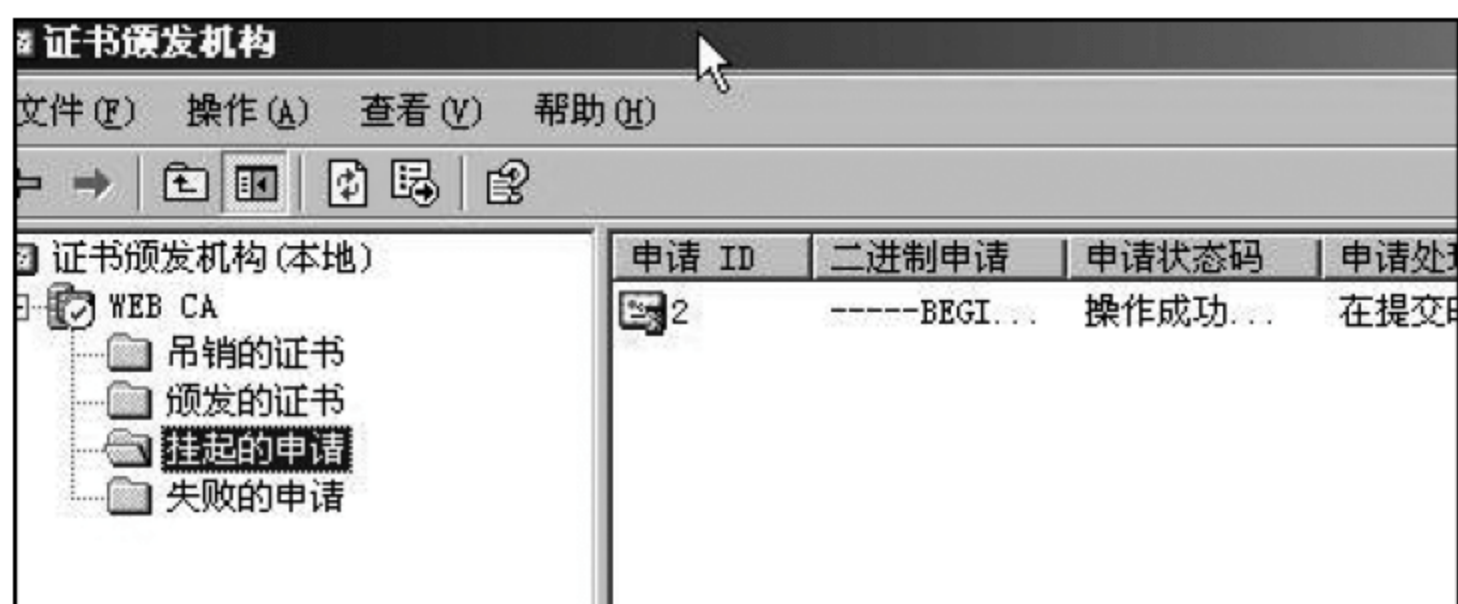 证书颁发机构
文件(F) 操作(A) 查看(V) 帮助(H)
证书颁发机构(本地)
WEB CA
吊销的证书
颁发的证书
挂起的申请
失败的申请
申请 ID 二进制申请 申请状态码 申请处
2 -----BEGI... 操作成功... 在提交